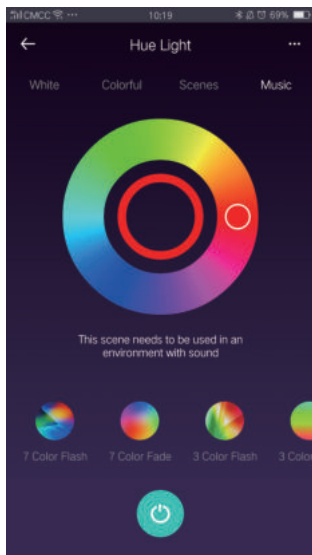 CMCC ··· 10:19 69%
Hue Light
White Colorful Scenes Music
This scene needs to be used in an
environment with sound
7 Color Flash 7 Color Fade 3 Color Flash 3 Colo